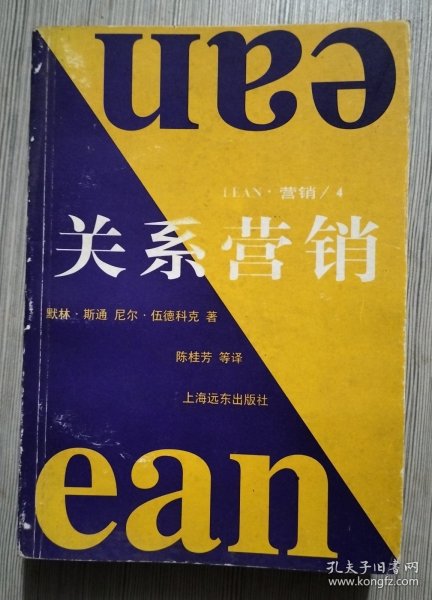 ean
LEAN·营销/4
关系营销
默林·斯通 尼尔·伍德科克 著
陈桂芳 等译
上海远东出版社
ean
孔夫子旧书网
www.kongfz.com